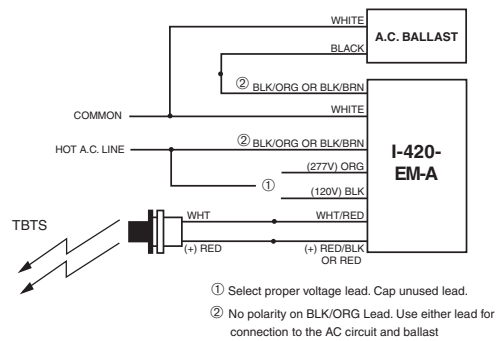 WHITE
A.C. BALLAST
BLACK
② BLK/ORG OR BLK/BRN
WHITE
COMMON
② BLK/ORG OR BLK/BRN
HOT A.C. LINE
I-420-
EM-A
(277V) ORG
①
(120V) BLK
TBTS
WHT
WHT/RED
(+) RED
(+) RED/BLK
OR RED
① Select proper voltage lead. Cap unused lead.
② No polarity on BLK/ORG Lead. Use either lead for
connection to the AC circuit and ballast